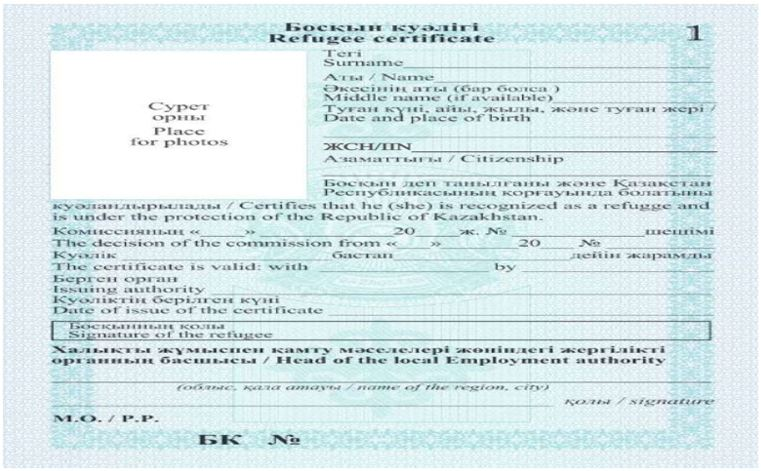 Босқын куәлігі
Refugee certificate
1
Сурет
орны
Place
for photos
Тегі
Surname
Аты / Name
Әкесінің аты (бар болса )
Middle name (if available)
Туған күні, айы, жылы, және туған жері /
Date and place of birth
ЖСН/IIN
Азаматтығы / Citizenship
Босқын деп танылғаны және Қазақстан
Республикасының қорғауында болатыны
куәландырылады / Certifies that he (she) is recognized as a refugge and
is under the protection of the Republic of Kazakhstan.
Комиссияның « » 20 ж. № шешімі
The decision of the commission from « » 20 №
Куәлік бастап дейін жарамды
The certificate is valid: with by
Берген орган
Issuing authority
Куәліктің берілген күні
Date of issue of the certificate
Босқынның қолы
Signature of the refugee
Халықты жұмыспен қамту мәселелері жөніндегі жергілікті
органның басшысы / Head of the local Employment authority
(облыс, қала атауы / name of the region, city)
қолы / signature
М.О. / P.P.
БК №